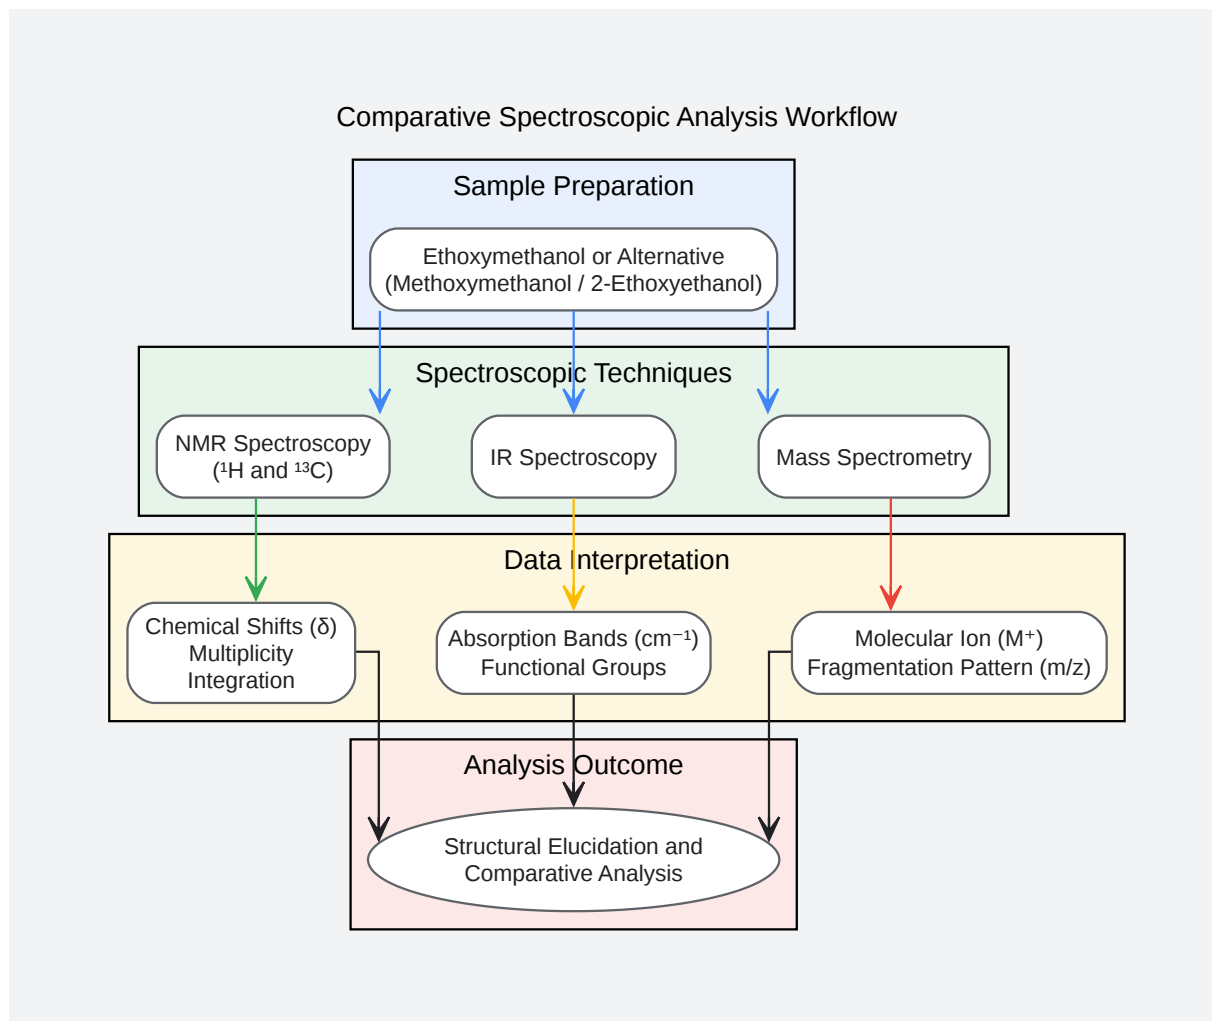 Comparative Spectroscopic Analysis Workflow
Sample Preparation
Ethoxymethanol or Alternative
(Methoxymethanol / 2-Ethoxyethanol)
Spectroscopic Techniques
NMR Spectroscopy
(¹H and ¹³C)
IR Spectroscopy
Mass Spectrometry
Data Interpretation
Chemical Shifts (δ)
Multiplicity
Integration
Absorption Bands (cm⁻¹)
Functional Groups
Molecular Ion (M⁺)
Fragmentation Pattern (m/z)
Analysis Outcome
Structural Elucidation and
Comparative Analysis